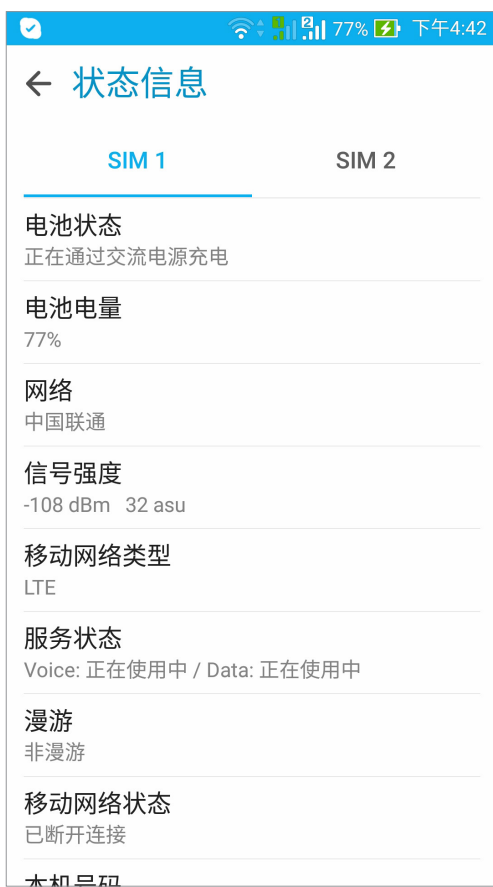 77% 下午4:42
状态信息
SIM 1 SIM 2
电池状态
正在通过交流电源充电
电池电量
77%
网络
中国联通
信号强度
-108 dBm 32 asu
移动网络类型
LTE
服务状态
Voice: 正在使用中 / Data: 正在使用中
漫游
非漫游
移动网络状态
已断开连接
本机号码